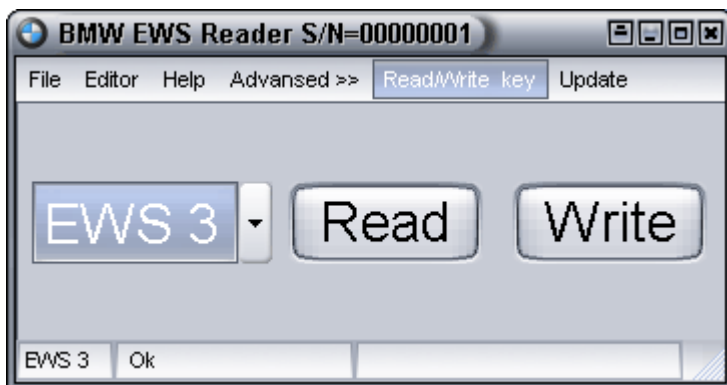 BMW EWS Reader S/N=00000001
File Editor Help Advansed >> Read/Write key Update
EWS 3 Read Write
EWS 3 Ok